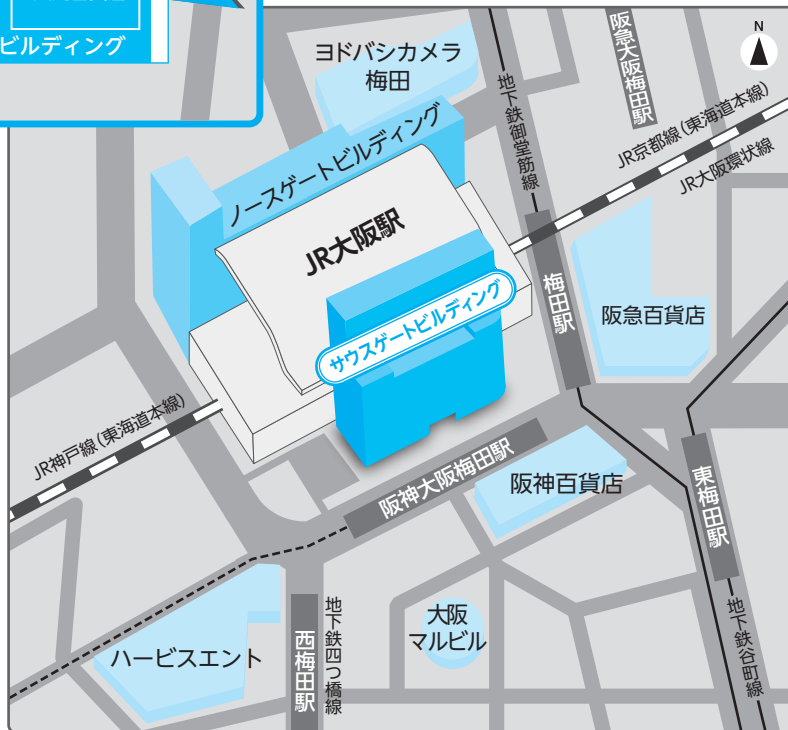 ビルディング
N
ヨドバシカメラ
梅田
阪急大阪梅田駅
地下鉄御堂筋線
JR京都線(東海道本線)
JR大阪環状線
ノースゲートビルディング
JR大阪駅
サウスゲートビルディング
梅田駅
阪急百貨店
JR神戸線(東海道本線)
阪神大阪梅田駅
阪神百貨店
東梅田駅
地下鉄谷町線
大阪
マルビル
西梅田駅
地下鉄四つ橋線
ハービスエント